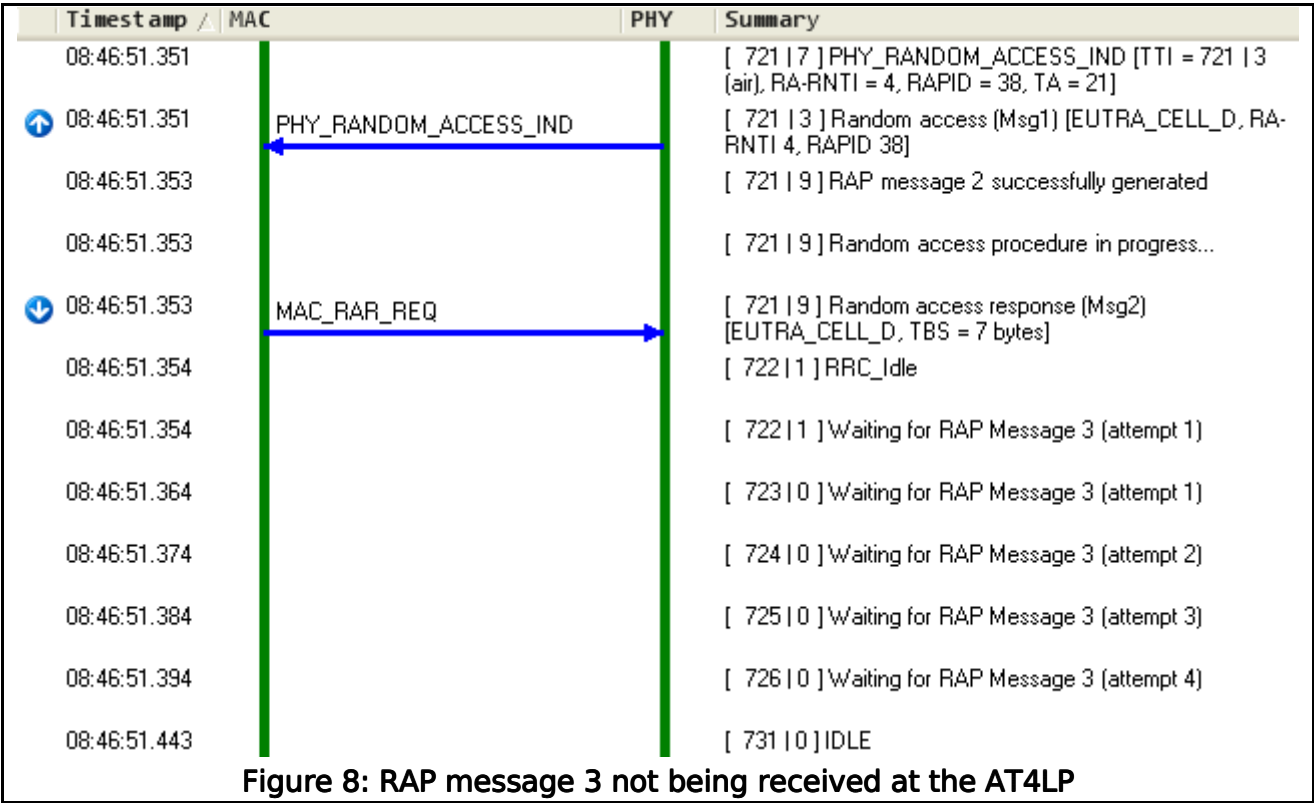 Timestamp / MAC PHY Summary
08:46:51.351 [ 721 | 7 ] PHY_RANDOM_ACCESS_IND [TTI = 721 | 3
(air), RA-RNTI = 4, RAPID = 38, TA = 21]
08:46:51.351 PHY_RANDOM_ACCESS_IND [ 721 | 3 ] Random access (Msg1) [EUTRA_CELL_D, RA-
RNTI 4, RAPID 38]
08:46:51.353 [ 721 | 9 ] RAP message 2 successfully generated
08:46:51.353 [ 721 | 9 ] Random access procedure in progress...
08:46:51.353 MAC_RAR_REQ [ 721 | 9 ] Random access response (Msg2)
[EUTRA_CELL_D, TBS = 7 bytes]
08:46:51.354 [ 722 | 1 ] RRC_Idle
08:46:51.354 [ 722 | 1 ] Waiting for RAP Message 3 (attempt 1)
08:46:51.364 [ 723 | 0 ] Waiting for RAP Message 3 (attempt 1)
08:46:51.374 [ 724 | 0 ] Waiting for RAP Message 3 (attempt 2)
08:46:51.384 [ 725 | 0 ] Waiting for RAP Message 3 (attempt 3)
08:46:51.394 [ 726 | 0 ] Waiting for RAP Message 3 (attempt 4)
08:46:51.443 [ 731 | 0 ] IDLE
Figure 8: RAP message 3 not being received at the AT4LP